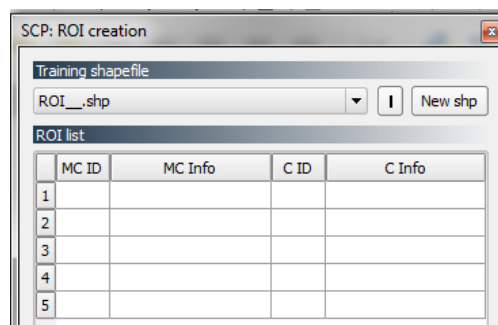 SCP: ROI creation
Training shapefile
ROI__.shp I New shp
ROI list
MC ID MC Info C ID C Info
1
2
3
4
5